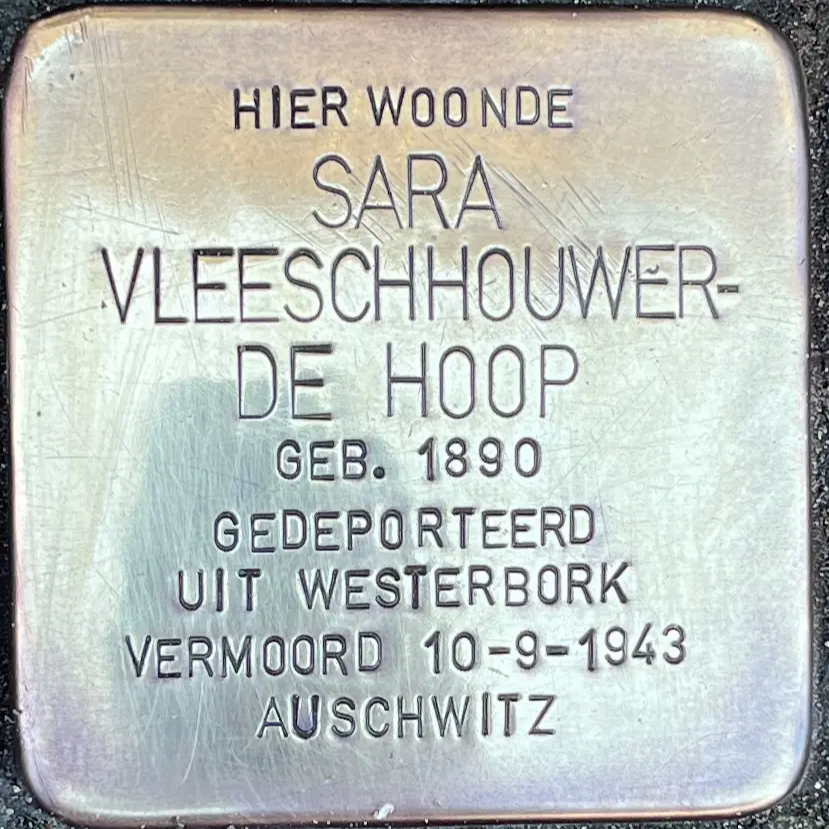 HIER WOONDE
SARA
VLEESCHHOUWER-
DE HOOP
GEB. 1890
GEDEPORTEERD
UIT WESTERBORK
VERMOORD 10-9-1943
AUSCHWITZ